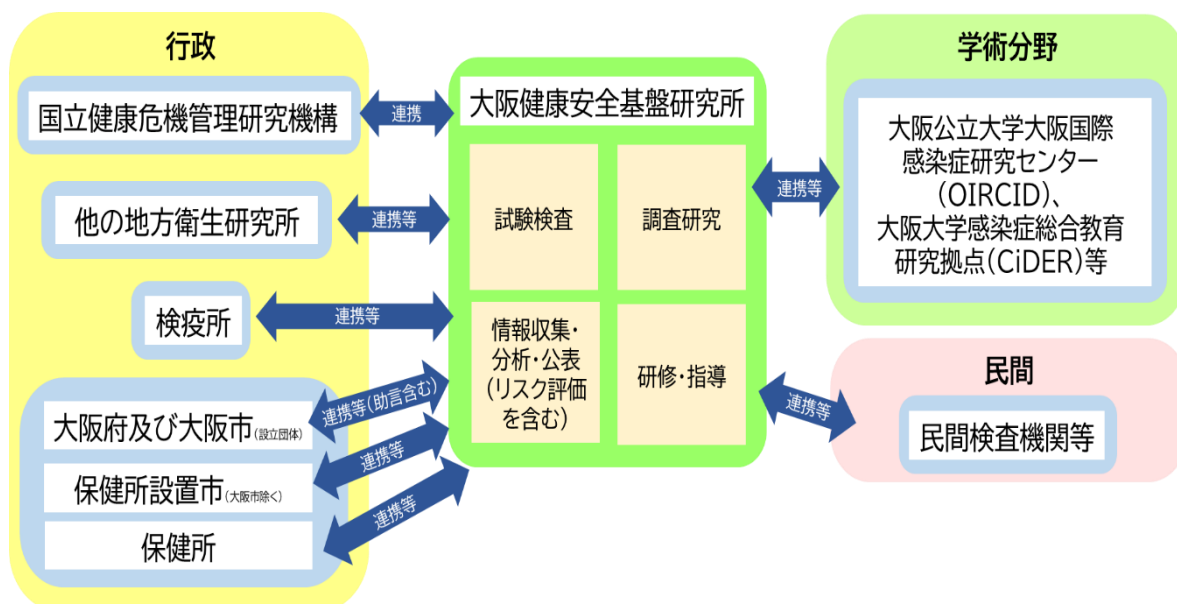 行政
国立健康危機管理研究機構
連携
他の地方衛生研究所
連携等
検疫所
連携等
大阪府及び大阪市(設立団体)
連携等(助言含む)
保健所設置市(大阪市除く)
連携等
保健所
連携等
大阪健康安全基盤研究所
試験検査
調査研究
情報収集・
分析・公表
(リスク評価
を含む)
研修・指導
学術分野
連携等
大阪公立大学大阪国際
感染症研究センター
(OIRCID)、
大阪大学感染症総合教育
研究拠点(CiDER)等
民間
連携等
民間検査機関等